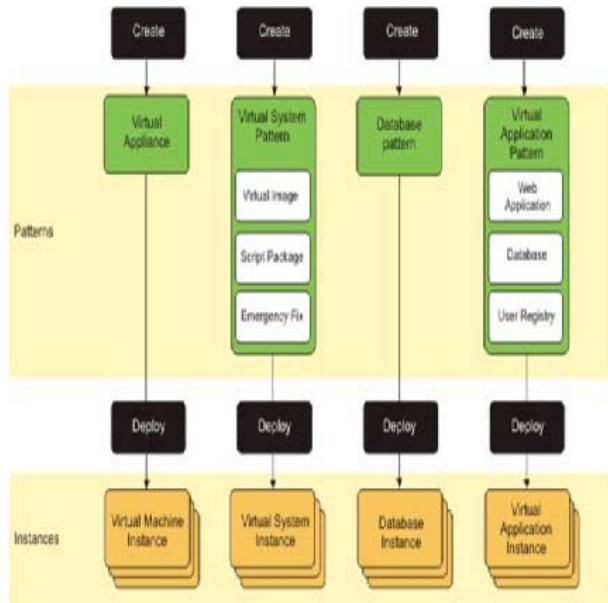 Create
Create
Create
Create
Virtual
Appliance
Virtual System
Pattern
Database
pattern
Virtual
Application
Pattern
Virtual Image
Script Package
Emergency Fix
Web
Application
Database
User Registry
Patterns
Deploy
Deploy
Deploy
Deploy
Instances
Virtual Machine
Instance
Virtual System
Instance
Database
Instance
Virtual
Application
Instance